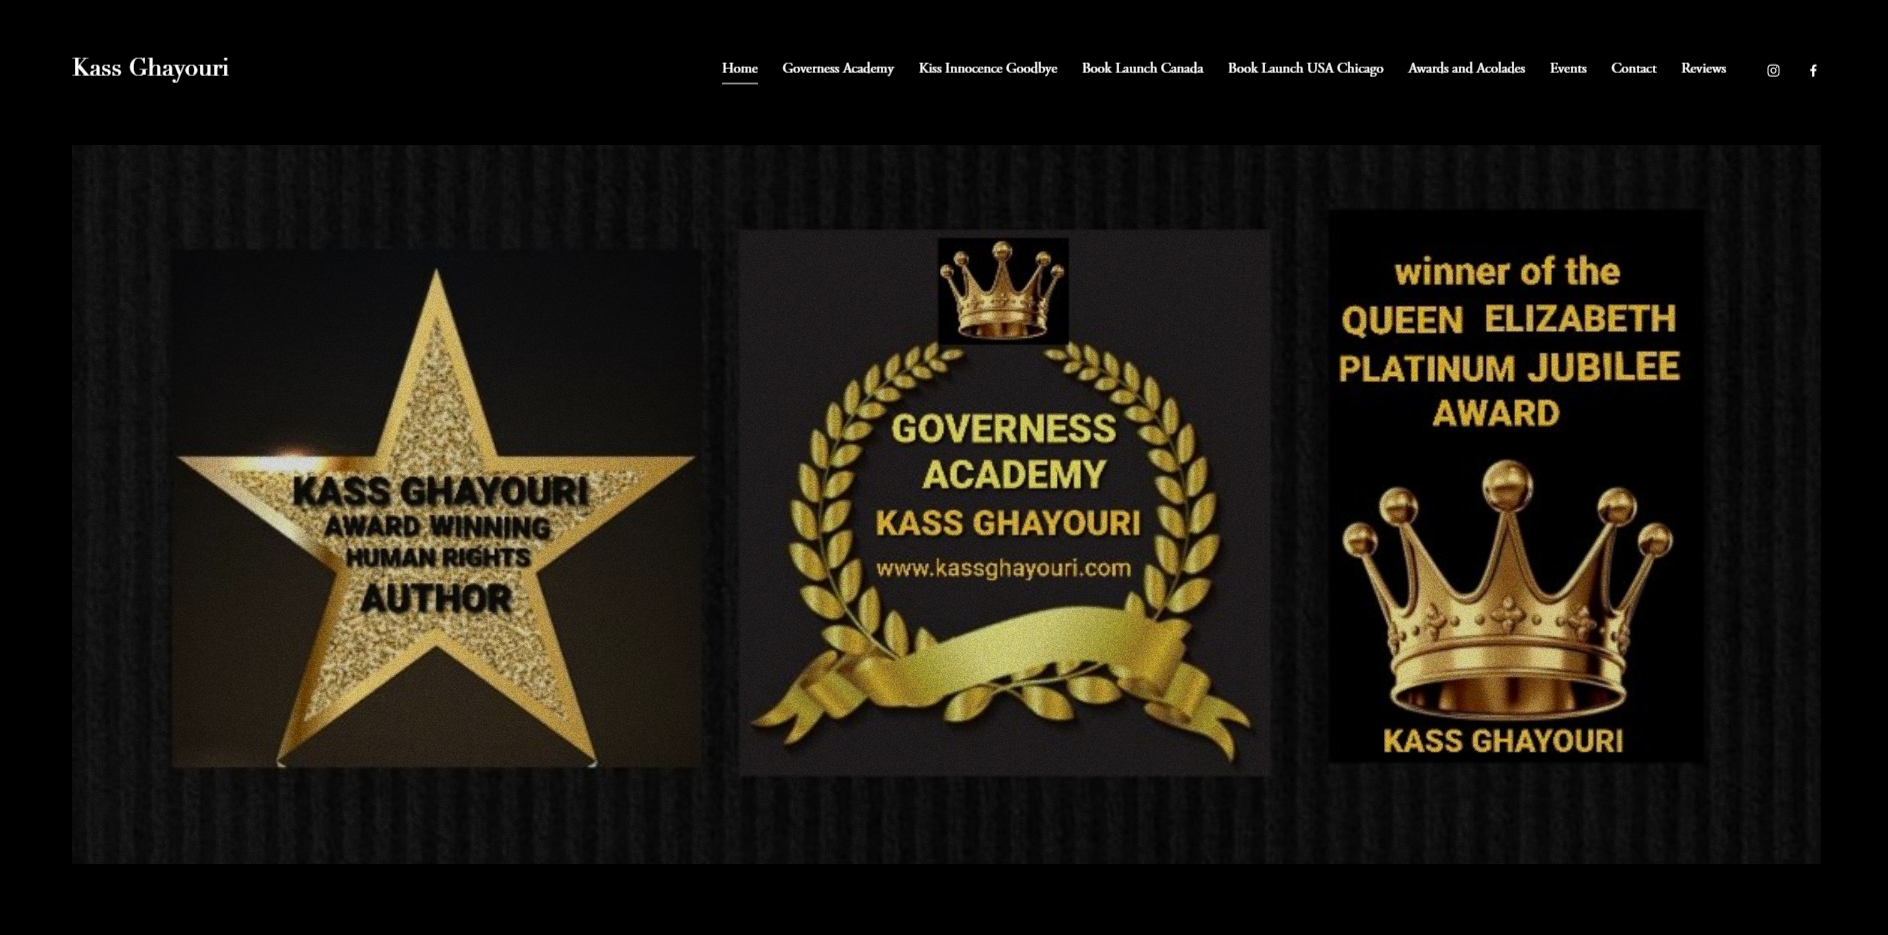 Kass Ghayouri
Home Governess Academy Kiss Innocence Goodbye Book Launch Canada Book Launch USA Chicago Awards and Acolades Events Contact Reviews
KASS GHAYOURI
AWARD WINNING
HUMAN RIGHTS
AUTHOR
GOVERNESS
ACADEMY
KASS GHAYOURI
www.kassghayouri.com
winner of the
QUEEN ELIZABETH
PLATINUM JUBILEE
AWARD
KASS GHAYOURI